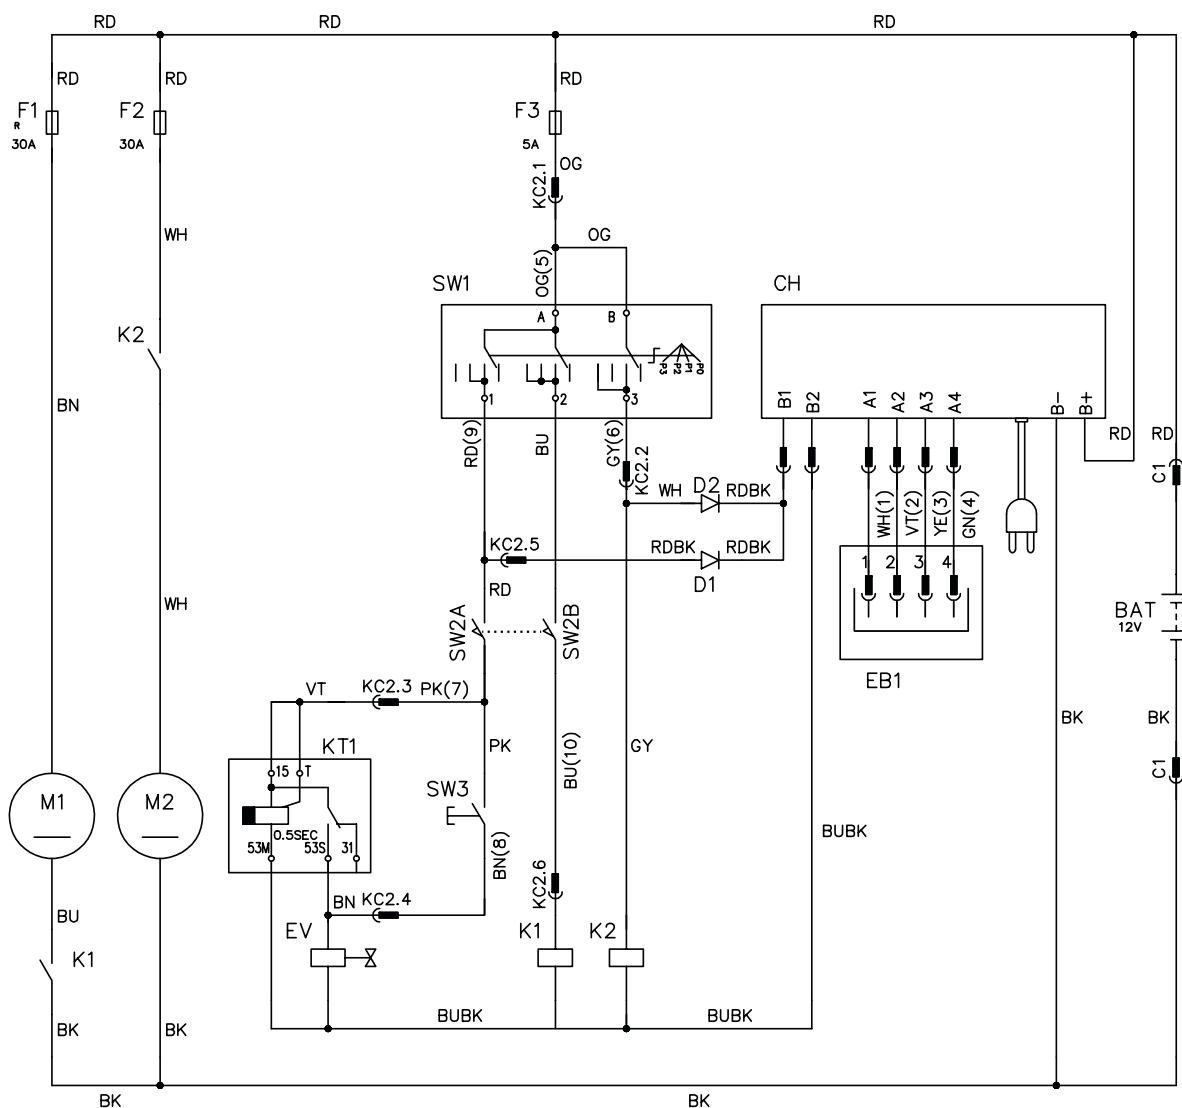 RD
RD
RD
RD
RD
RD
F1
R
30A
F2
30A
F3
5A
OG
KC2.1
WH
OG
OG(5)
SW1
CH
A
B
P3
P2
P1
P0
K2
1
2
3
B1
B2
A1
A2
A3
A4
B-
B+
BN
RD(9)
BU
GY(6)
KC2.2
RD
RD
C1
WH
D2
RDBK
WH(1)
VT(2)
YE(3)
GN(4)
KC2.5
RDBK
D1
RDBK
1
2
3
4
RD
WH
SW2A
SW2B
BAT
12V
EB1
VT
KC2.3
PK(7)
BK
BK
KT1
PK
BU(10)
GY
C1
15
T
M1
M2
SW3
0.5SEC
53M
53S
31
BN(8)
BUBK
KC2.6
BN
KC2.4
BU
EV
K1
K2
K1
BUBK
BUBK
BK
BK
BK
BK